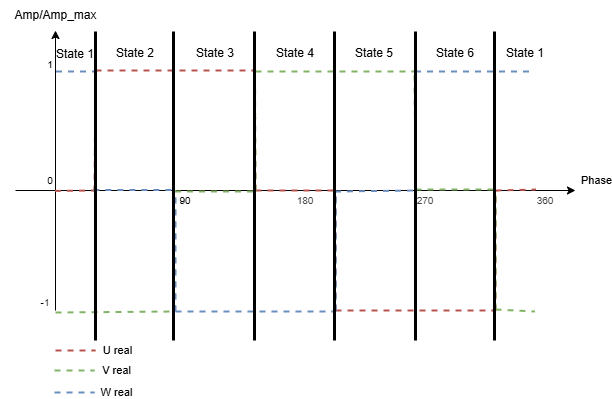 Amp/Amp_max
State 1 State 2 State 3 State 4 State 5 State 6 State 1
1
0
Phase
90 180 270 360
-1
U real
V real
W real